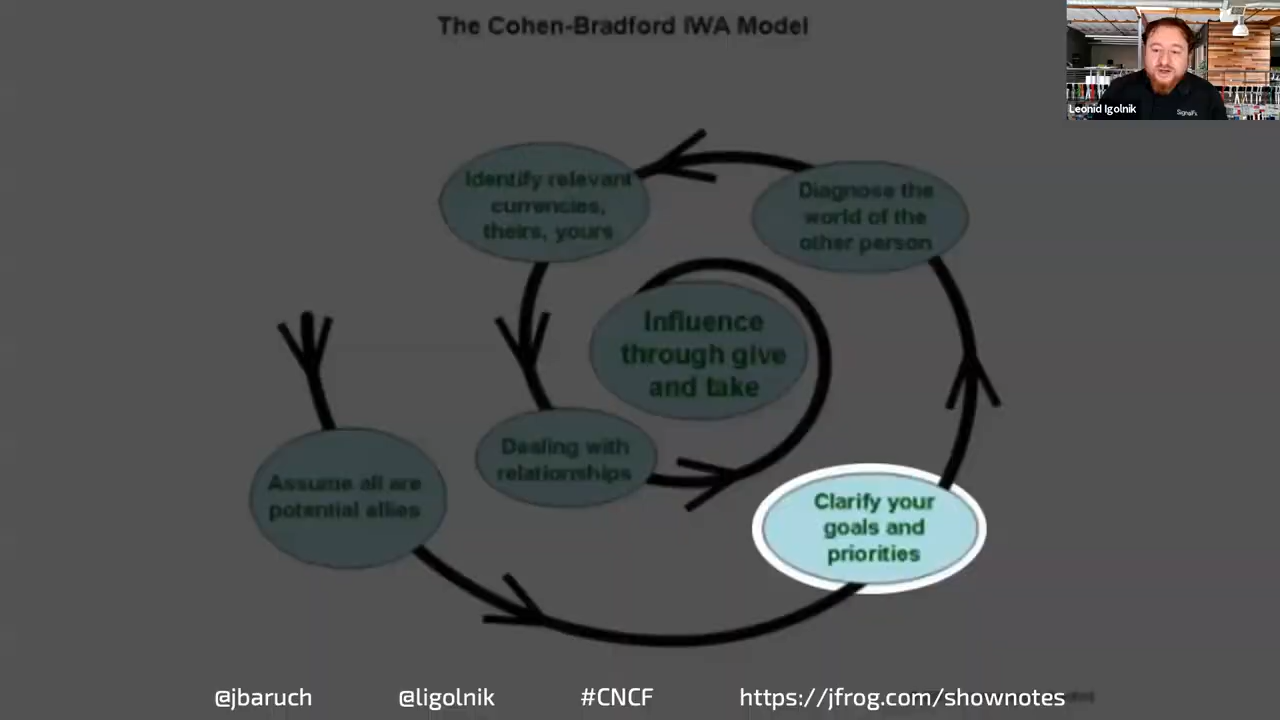 The Cohen-Bradford IWA Model
Leonid Igolnik
SignalFx
Identify relevant
currencies,
theirs, yours
Diagnose the
world of the
other person
Influence
through give
and take
Dealing with
relationships
Assume all are
potential allies
Clarify your
goals and
priorities
@jbaruch
@ligolnik
#CNCF
https://jfrog.com/shownotes